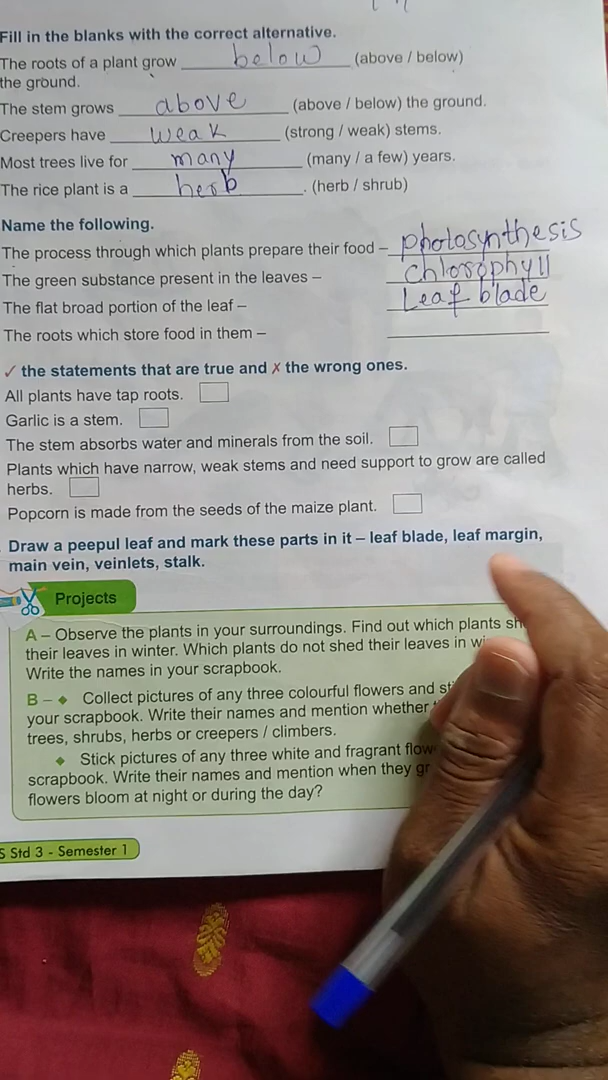 Fill in the blanks with the correct alternative.
The roots of a plant grow below (above / below)
the ground.
The stem grows above (above / below) the ground.
Creepers have weak (strong / weak) stems.
Most trees live for many (many / a few) years.
The rice plant is a herb. (herb / shrub)
Name the following.
The process through which plants prepare their food – photosynthesis
The green substance present in the leaves – chlorophyll
The flat broad portion of the leaf – Leaf blade
The roots which store food in them –
✓ the statements that are true and ✗ the wrong ones.
All plants have tap roots.
Garlic is a stem.
The stem absorbs water and minerals from the soil.
Plants which have narrow, weak stems and need support to grow are called
herbs.
Popcorn is made from the seeds of the maize plant.
Draw a peepul leaf and mark these parts in it – leaf blade, leaf margin,
main vein, veinlets, stalk.
Projects
A – Observe the plants in your surroundings. Find out which plants
their leaves in winter. Which plants do not shed their leaves in
Write the names in your scrapbook.
B – ◆ Collect pictures of any three colourful flowers and
your scrapbook. Write their names and mention whether
trees, shrubs, herbs or creepers / climbers.
◆ Stick pictures of any three white and fragrant
scrapbook. Write their names and mention when they
flowers bloom at night or during the day?
S Std 3 - Semester 1